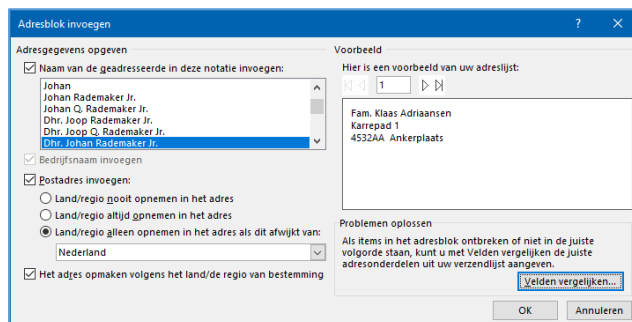 Adresblok invoegen
Adresgegevens opgeven
Naam van de geadresseerde in deze notatie invoegen:
Johan
Johan Rademaker Jr.
Johan Q. Rademaker Jr.
Dhr. Joop Rademaker Jr.
Dhr. Joop Q. Rademaker Jr.
Dhr. Johan Rademaker Jr.
Bedrijfsnaam invoegen
Postadres invoegen:
Land/regio nooit opnemen in het adres
Land/regio altijd opnemen in het adres
Land/regio alleen opnemen in het adres als dit afwijkt van:
Nederland
Het adres opmaken volgens het land/de regio van bestemming
Voorbeeld
Hier is een voorbeeld van uw adreslijst:
1
Fam. Klaas Adriaansen
Karrepad 1
4532AA Ankerplaats
Problemen oplossen
Als items in het adresblok ontbreken of niet in de juiste
volgorde staan, kunt u met Velden vergelijken de juiste
adresonderdelen uit uw verzendlijst aangeven.
Velden vergelijken...
OK
Annuleren